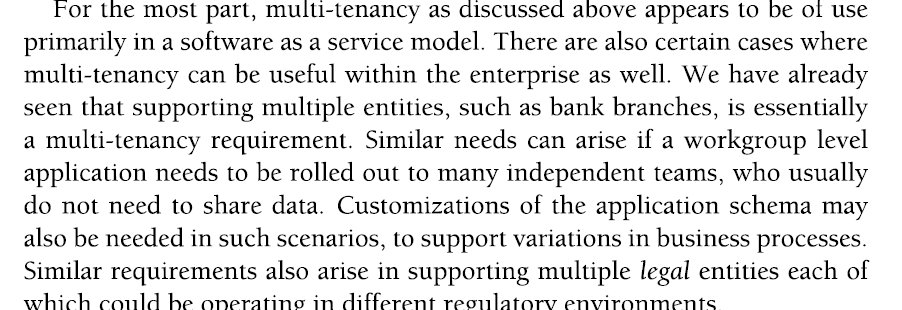 For the most part, multi-tenancy as discussed above appears to be of use
primarily in a software as a service model. There are also certain cases where
multi-tenancy can be useful within the enterprise as well. We have already
seen that supporting multiple entities, such as bank branches, is essentially
a multi-tenancy requirement. Similar needs can arise if a workgroup level
application needs to be rolled out to many independent teams, who usually
do not need to share data. Customizations of the application schema may
also be needed in such scenarios, to support variations in business processes.
Similar requirements also arise in supporting multiple legal entities each of
which could be operating in different regulatory environments.